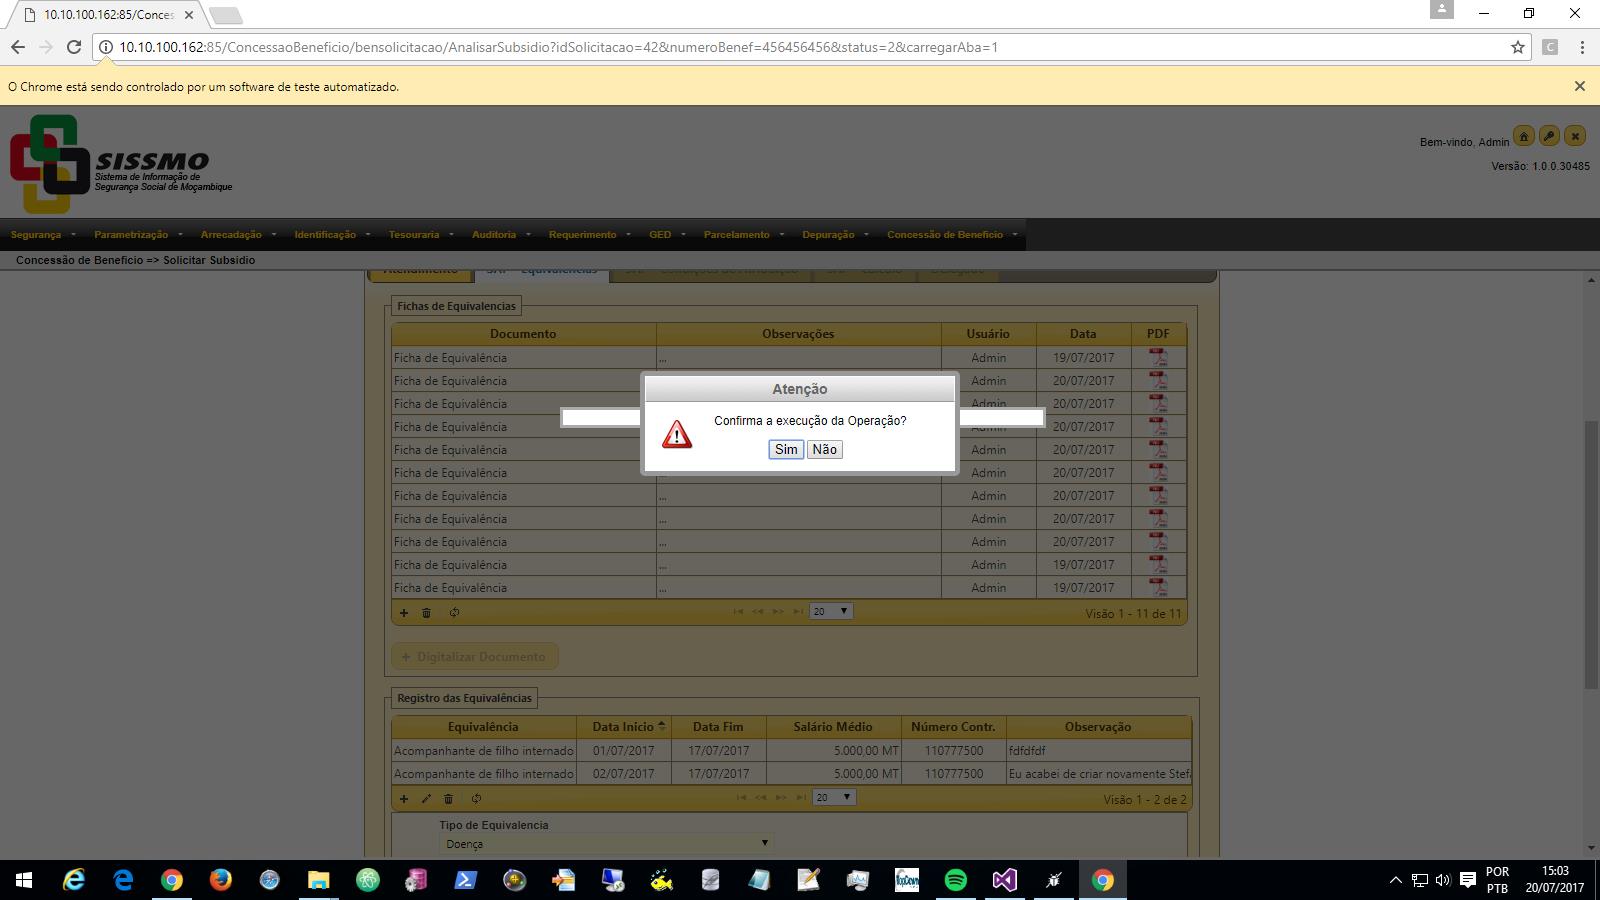 10.10.100.162:85/Conces
10.10.100.162:85/ConcessaoBeneficio/bensolicitacao/AnalisarSubsidio?idSolicitacao=42&numeroBenef=456456456&status=2&carregarAba=1
C
O Chrome está sendo controlado por um software de teste automatizado.
SISSMO
Sistema de Informação de
Segurança Social de Moçambique
Bem-vindo, Admin
Versão: 1.0.0.30485
Segurança Parametrização Arrecadação Identificação Tesouraria Auditoria Requerimento GED Parcelamento Depuração Concessão de Beneficio
Concessão de Beneficio => Solicitar Subsidio
Atendimento
Fichas de Equivalencias
Documento Observações Usuário Data PDF
Ficha de Equivalência ... Admin 19/07/2017
Ficha de Equivalência Admin 20/07/2017
Ficha de Equivalência Admin 20/07/2017
Ficha de Equivalência Admin 20/07/2017
Ficha de Equivalência Admin 20/07/2017
Ficha de Equivalência Admin 20/07/2017
Ficha de Equivalência ... Admin 20/07/2017
Ficha de Equivalência ... Admin 20/07/2017
Ficha de Equivalência ... Admin 20/07/2017
Ficha de Equivalência ... Admin 19/07/2017
Ficha de Equivalência ... Admin 19/07/2017
Atenção
Confirma a execução da Operação?
Sim Não
20 Visão 1 - 11 de 11
+ Digitalizar Documento
Registro das Equivalências
Equivalência Data Inicio Data Fim Salário Médio Número Contr. Observação
Acompanhante de filho internado 01/07/2017 17/07/2017 5.000,00 MT 110777500 fdfdfdf
Acompanhante de filho internado 02/07/2017 17/07/2017 5.000,00 MT 110777500 Eu acabei de criar novamente Stef
20 Visão 1 - 2 de 2
Tipo de Equivalencia
Doença
POR
PTB
15:03
20/07/2017